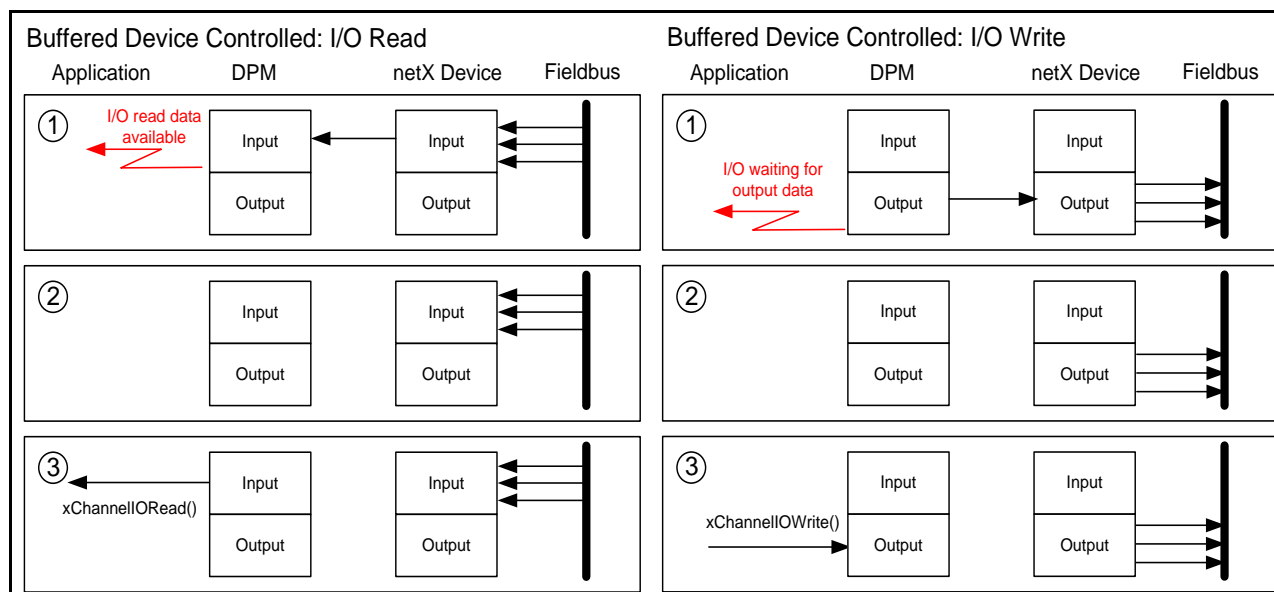 Buffered Device Controlled: I/O Read
Application DPM netX Device Fieldbus
1
I/O read data
available
Input Input
Output Output
2
Input Input
Output Output
3
Input Input
xChannelIORead()
Output Output
Buffered Device Controlled: I/O Write
Application DPM netX Device Fieldbus
1
Input Input
I/O waiting for
output data
Output Output
2
Input Input
Output Output
3
Input Input
xChannelIOWrite()
Output Output